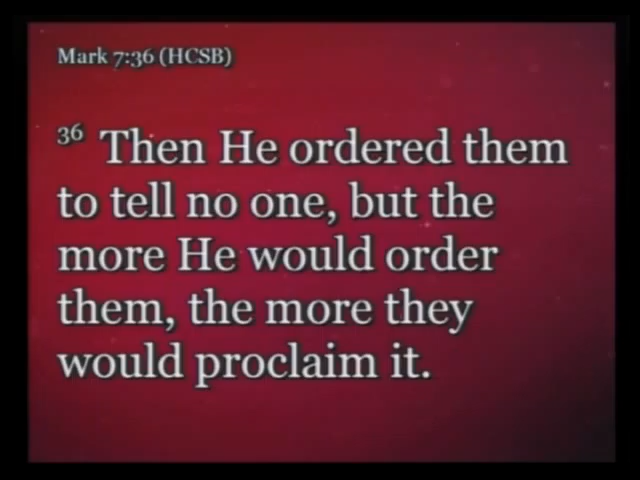 Mark 7:36 (HCSB)
36 Then He ordered them
to tell no one, but the
more He would order
them, the more they
would proclaim it.